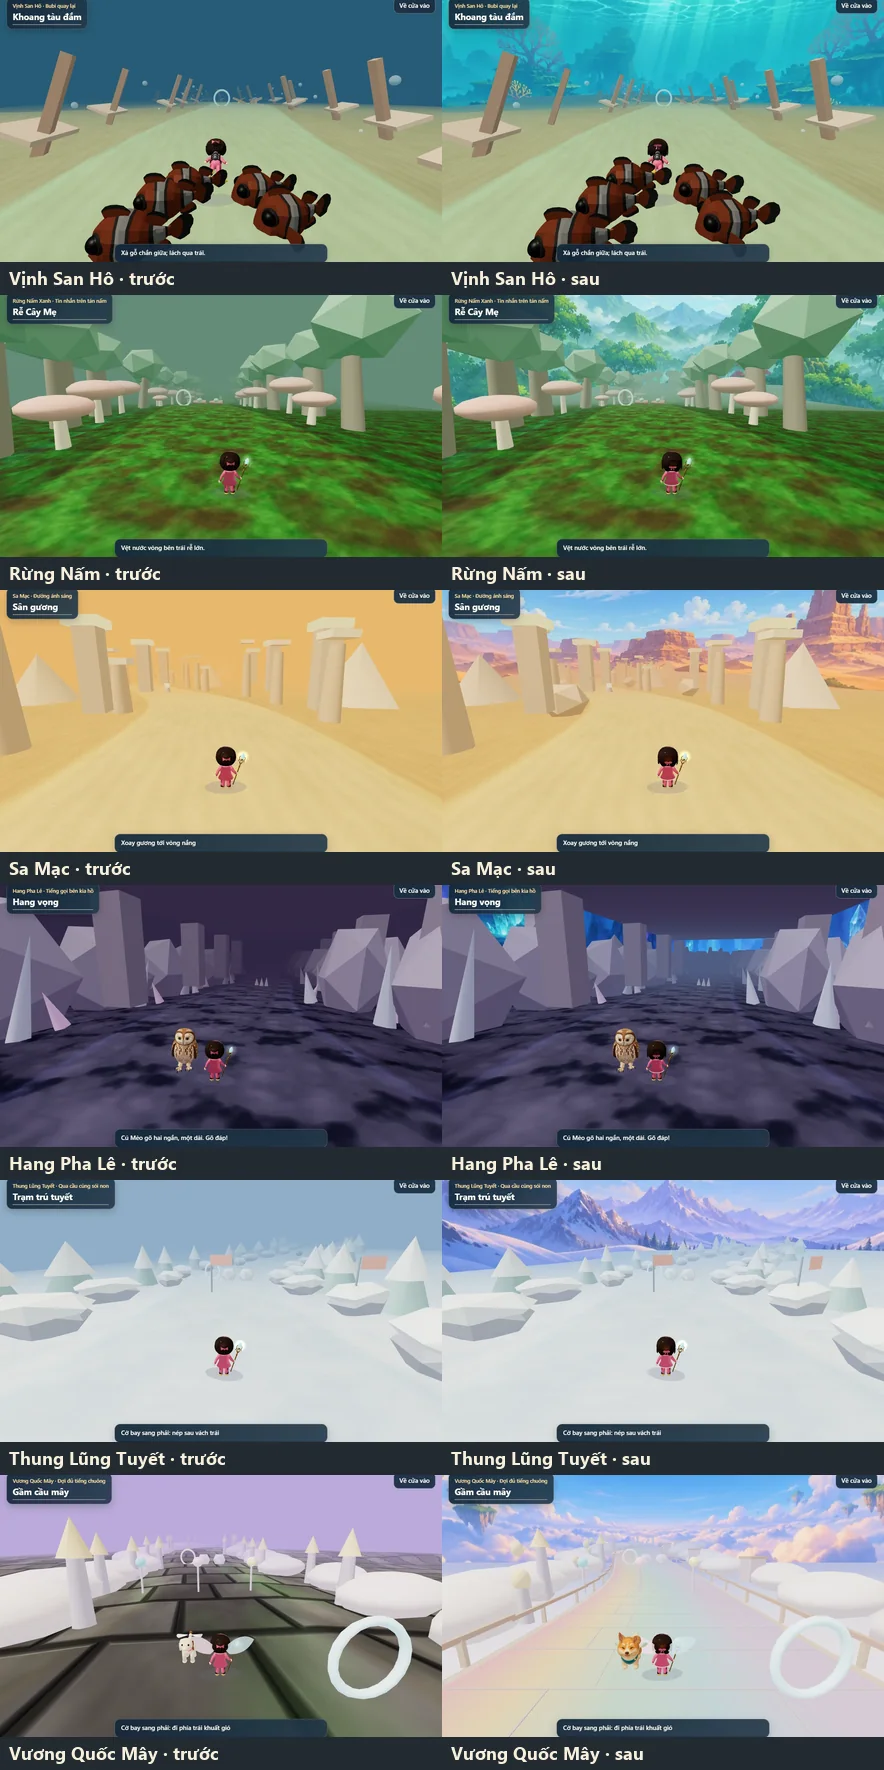 Vịnh San Hô · Bubi quay lại
Khoang tàu đắm
Về cửa vào
Xà gỗ chắn giữa; lách qua trái.
Vịnh San Hô · trước
Vịnh San Hô · Bubi quay lại
Khoang tàu đắm
Về cửa vào
Xà gỗ chắn giữa; lách qua trái.
Vịnh San Hô · sau
Rừng Nấm Xanh · Tin nhắn trên tán nấm
Rễ Cây Mẹ
Về cửa vào
Vệt nước vòng bên trái rễ lớn.
Rừng Nấm · trước
Rừng Nấm Xanh · Tin nhắn trên tán nấm
Rễ Cây Mẹ
Về cửa vào
Vệt nước vòng bên trái rễ lớn.
Rừng Nấm · sau
Sa Mạc · Đường ánh sáng
Sân gương
Về cửa vào
Xoay gương tới vòng nắng
Sa Mạc · trước
Sa Mạc · Đường ánh sáng
Sân gương
Về cửa vào
Xoay gương tới vòng nắng
Sa Mạc · sau
Hang Pha Lê · Tiếng gọi bên kia hồ
Hang vọng
Về cửa vào
Cú Mèo gõ hai ngắn, một dài. Gõ đáp!
Hang Pha Lê · trước
Hang Pha Lê · Tiếng gọi bên kia hồ
Hang vọng
Về cửa vào
Cú Mèo gõ hai ngắn, một dài. Gõ đáp!
Hang Pha Lê · sau
Thung Lũng Tuyết · Qua cầu cùng sói non
Trạm trú tuyết
Về cửa vào
Cờ bay sang phải: nép sau vách trái
Thung Lũng Tuyết · trước
Thung Lũng Tuyết · Qua cầu cùng sói non
Trạm trú tuyết
Về cửa vào
Cờ bay sang phải: nép sau vách trái
Thung Lũng Tuyết · sau
Vương Quốc Mây · Đợi đủ tiếng chuông
Gầm cầu mây
Về cửa vào
Cờ bay sang phải: đi phía trái khuất gió
Vương Quốc Mây · trước
Vương Quốc Mây · Đợi đủ tiếng chuông
Gầm cầu mây
Về cửa vào
Cờ bay sang phải: đi phía trái khuất gió
Vương Quốc Mây · sau